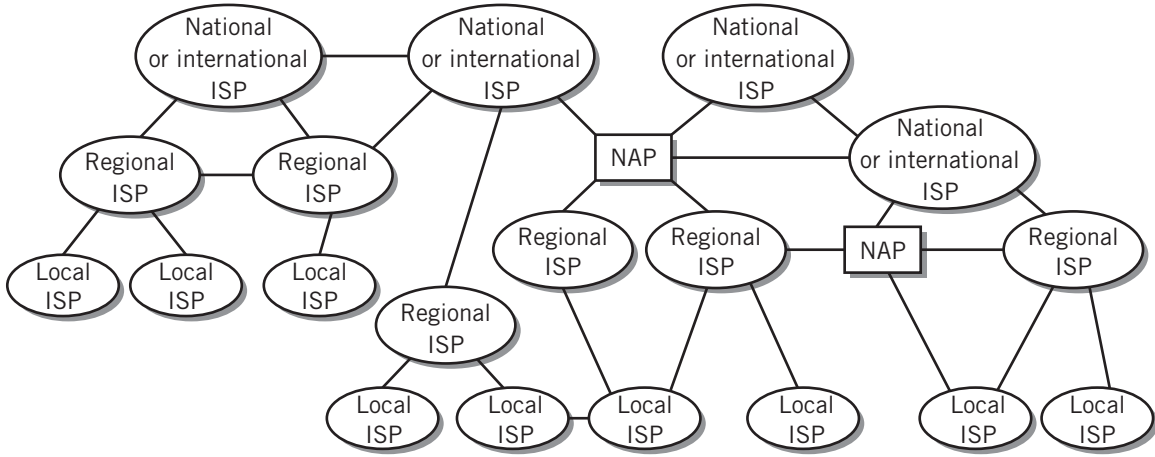 National
or international
ISP
National
or international
ISP
National
or international
ISP
National
or international
ISP
NAP
Regional
ISP
Regional
ISP
Regional
ISP
Regional
ISP
NAP
Regional
ISP
Local
ISP
Local
ISP
Local
ISP
Regional
ISP
Local
ISP
Local
ISP
Local
ISP
Local
ISP
Local
ISP
Local
ISP